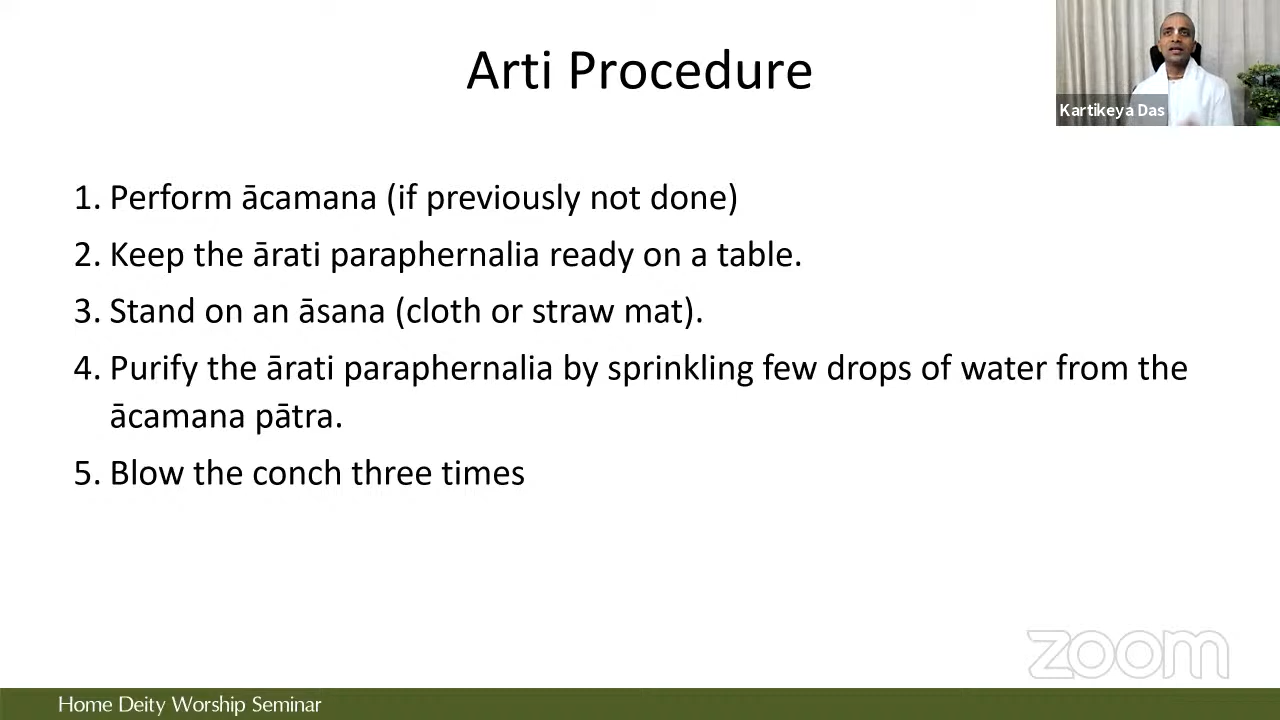 Arti Procedure
Kartikeya Das
1. Perform ācamana (if previously not done)
2. Keep the ārati paraphernalia ready on a table.
3. Stand on an āsana (cloth or straw mat).
4. Purify the ārati paraphernalia by sprinkling few drops of water from the
ācamana pātra.
5. Blow the conch three times
zoom
Home Deity Worship Seminar